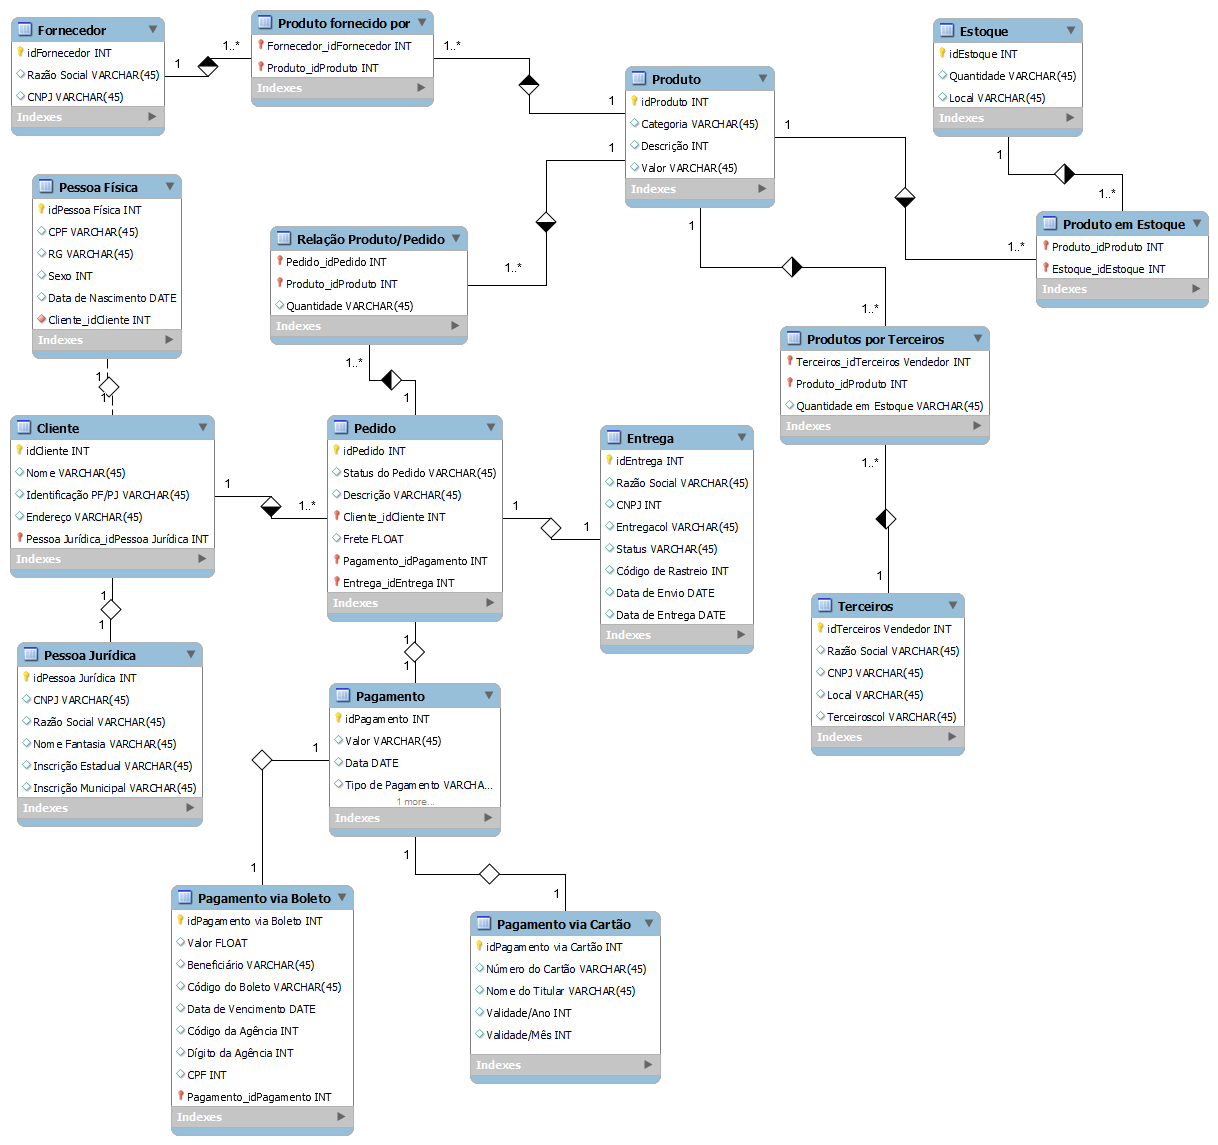 Fornecedor
idFornecedor INT
Razão Social VARCHAR(45)
CNPJ VARCHAR(45)
Indexes
1
1..*
Produto fornecido por
Fornecedor_idFornecedor INT
Produto_idProduto INT
Indexes
1..*
1
Produto
idProduto INT
Categoria VARCHAR(45)
Descrição INT
Valor VARCHAR(45)
Indexes
1
1
1
1..*
Estoque
idEstoque INT
Quantidade VARCHAR(45)
Local VARCHAR(45)
Indexes
1
1..*
Produto em Estoque
Produto_idProduto INT
Estoque_idEstoque INT
Indexes
Pessoa Física
idPessoa Física INT
CPF VARCHAR(45)
RG VARCHAR(45)
Sexo INT
Data de Nascimento DATE
Cliente_idCliente INT
Indexes
1
1
Relação Produto/Pedido
Pedido_idPedido INT
Produto_idProduto INT
Quantidade VARCHAR(45)
Indexes
1..*
1..*
1
1..*
Produtos por Terceiros
Terceiros_idTerceiros Vendedor INT
Produto_idProduto INT
Quantidade em Estoque VARCHAR(45)
Indexes
1..*
1
Cliente
idCliente INT
Nome VARCHAR(45)
Identificação PF/PJ VARCHAR(45)
Endereço VARCHAR(45)
Pessoa Jurídica_idPessoa Jurídica INT
Indexes
1
1..*
1
1
Pedido
idPedido INT
Status do Pedido VARCHAR(45)
Descrição VARCHAR(45)
Cliente_idCliente INT
Frete FLOAT
Pagamento_idPagamento INT
Entrega_idEntrega INT
Indexes
1
1
1
1
Entrega
idEntrega INT
Razão Social VARCHAR(45)
CNPJ INT
Entregacol VARCHAR(45)
Status VARCHAR(45)
Código de Rastreio INT
Data de Envio DATE
Data de Entrega DATE
Indexes
Terceiros
idTerceiros Vendedor INT
Razão Social VARCHAR(45)
CNPJ VARCHAR(45)
Local VARCHAR(45)
Terceiroscol VARCHAR(45)
Indexes
Pessoa Jurídica
idPessoa Jurídica INT
CNPJ VARCHAR(45)
Razão Social VARCHAR(45)
Nome Fantasia VARCHAR(45)
Inscrição Estadual VARCHAR(45)
Inscrição Municipal VARCHAR(45)
Indexes
Pagamento
idPagamento INT
Valor VARCHAR(45)
Data DATE
Tipo de Pagamento VARCHA...
1 more...
Indexes
1
1
1
1
Pagamento via Boleto
idPagamento via Boleto INT
Valor FLOAT
Beneficiário VARCHAR(45)
Código do Boleto VARCHAR(45)
Data de Vencimento DATE
Código da Agência INT
Dígito da Agência INT
CPF INT
Pagamento_idPagamento INT
Indexes
Pagamento via Cartão
idPagamento via Cartão INT
Número do Cartão VARCHAR(45)
Nome do Titular VARCHAR(45)
Validade/Ano INT
Validade/Mês INT
Indexes